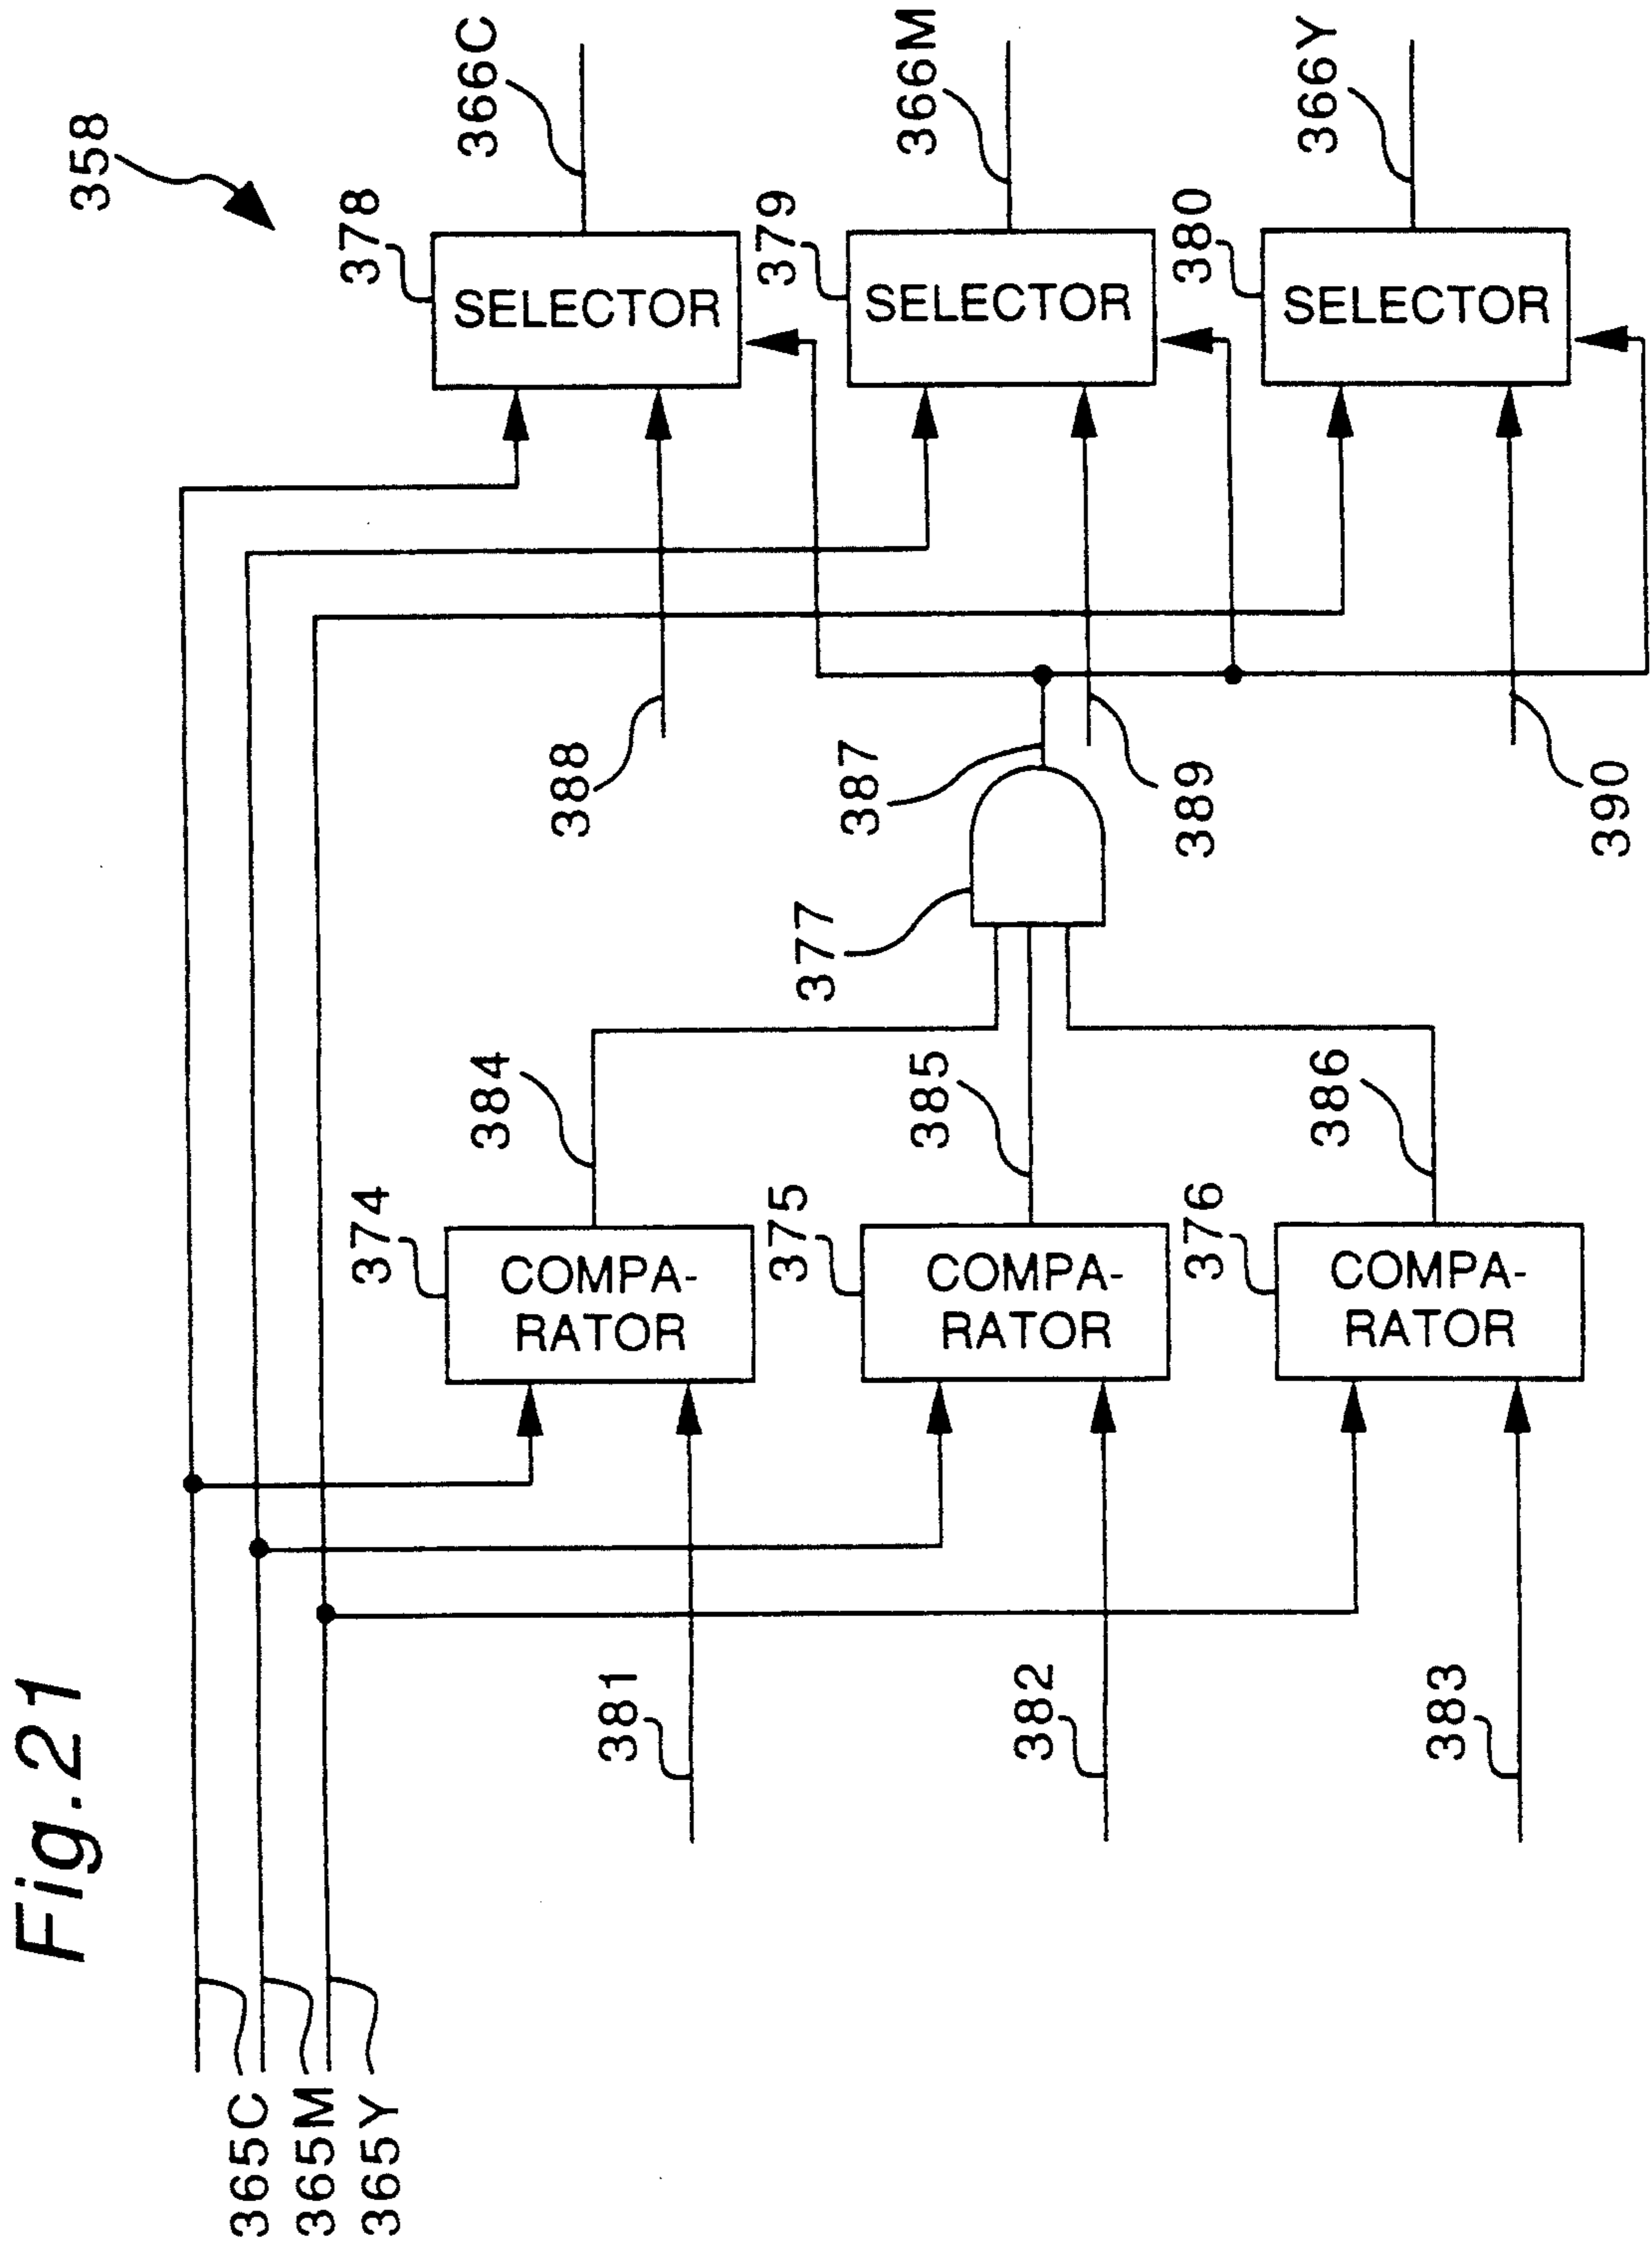 Fig.21
358
365C
365M
365Y
374
COMPA-
RATOR
384
378
SELECTOR
366C
381
388
375
COMPA-
RATOR
385
377
387
379
SELECTOR
366M
382
389
376
COMPA-
RATOR
386
380
SELECTOR
366Y
383
390